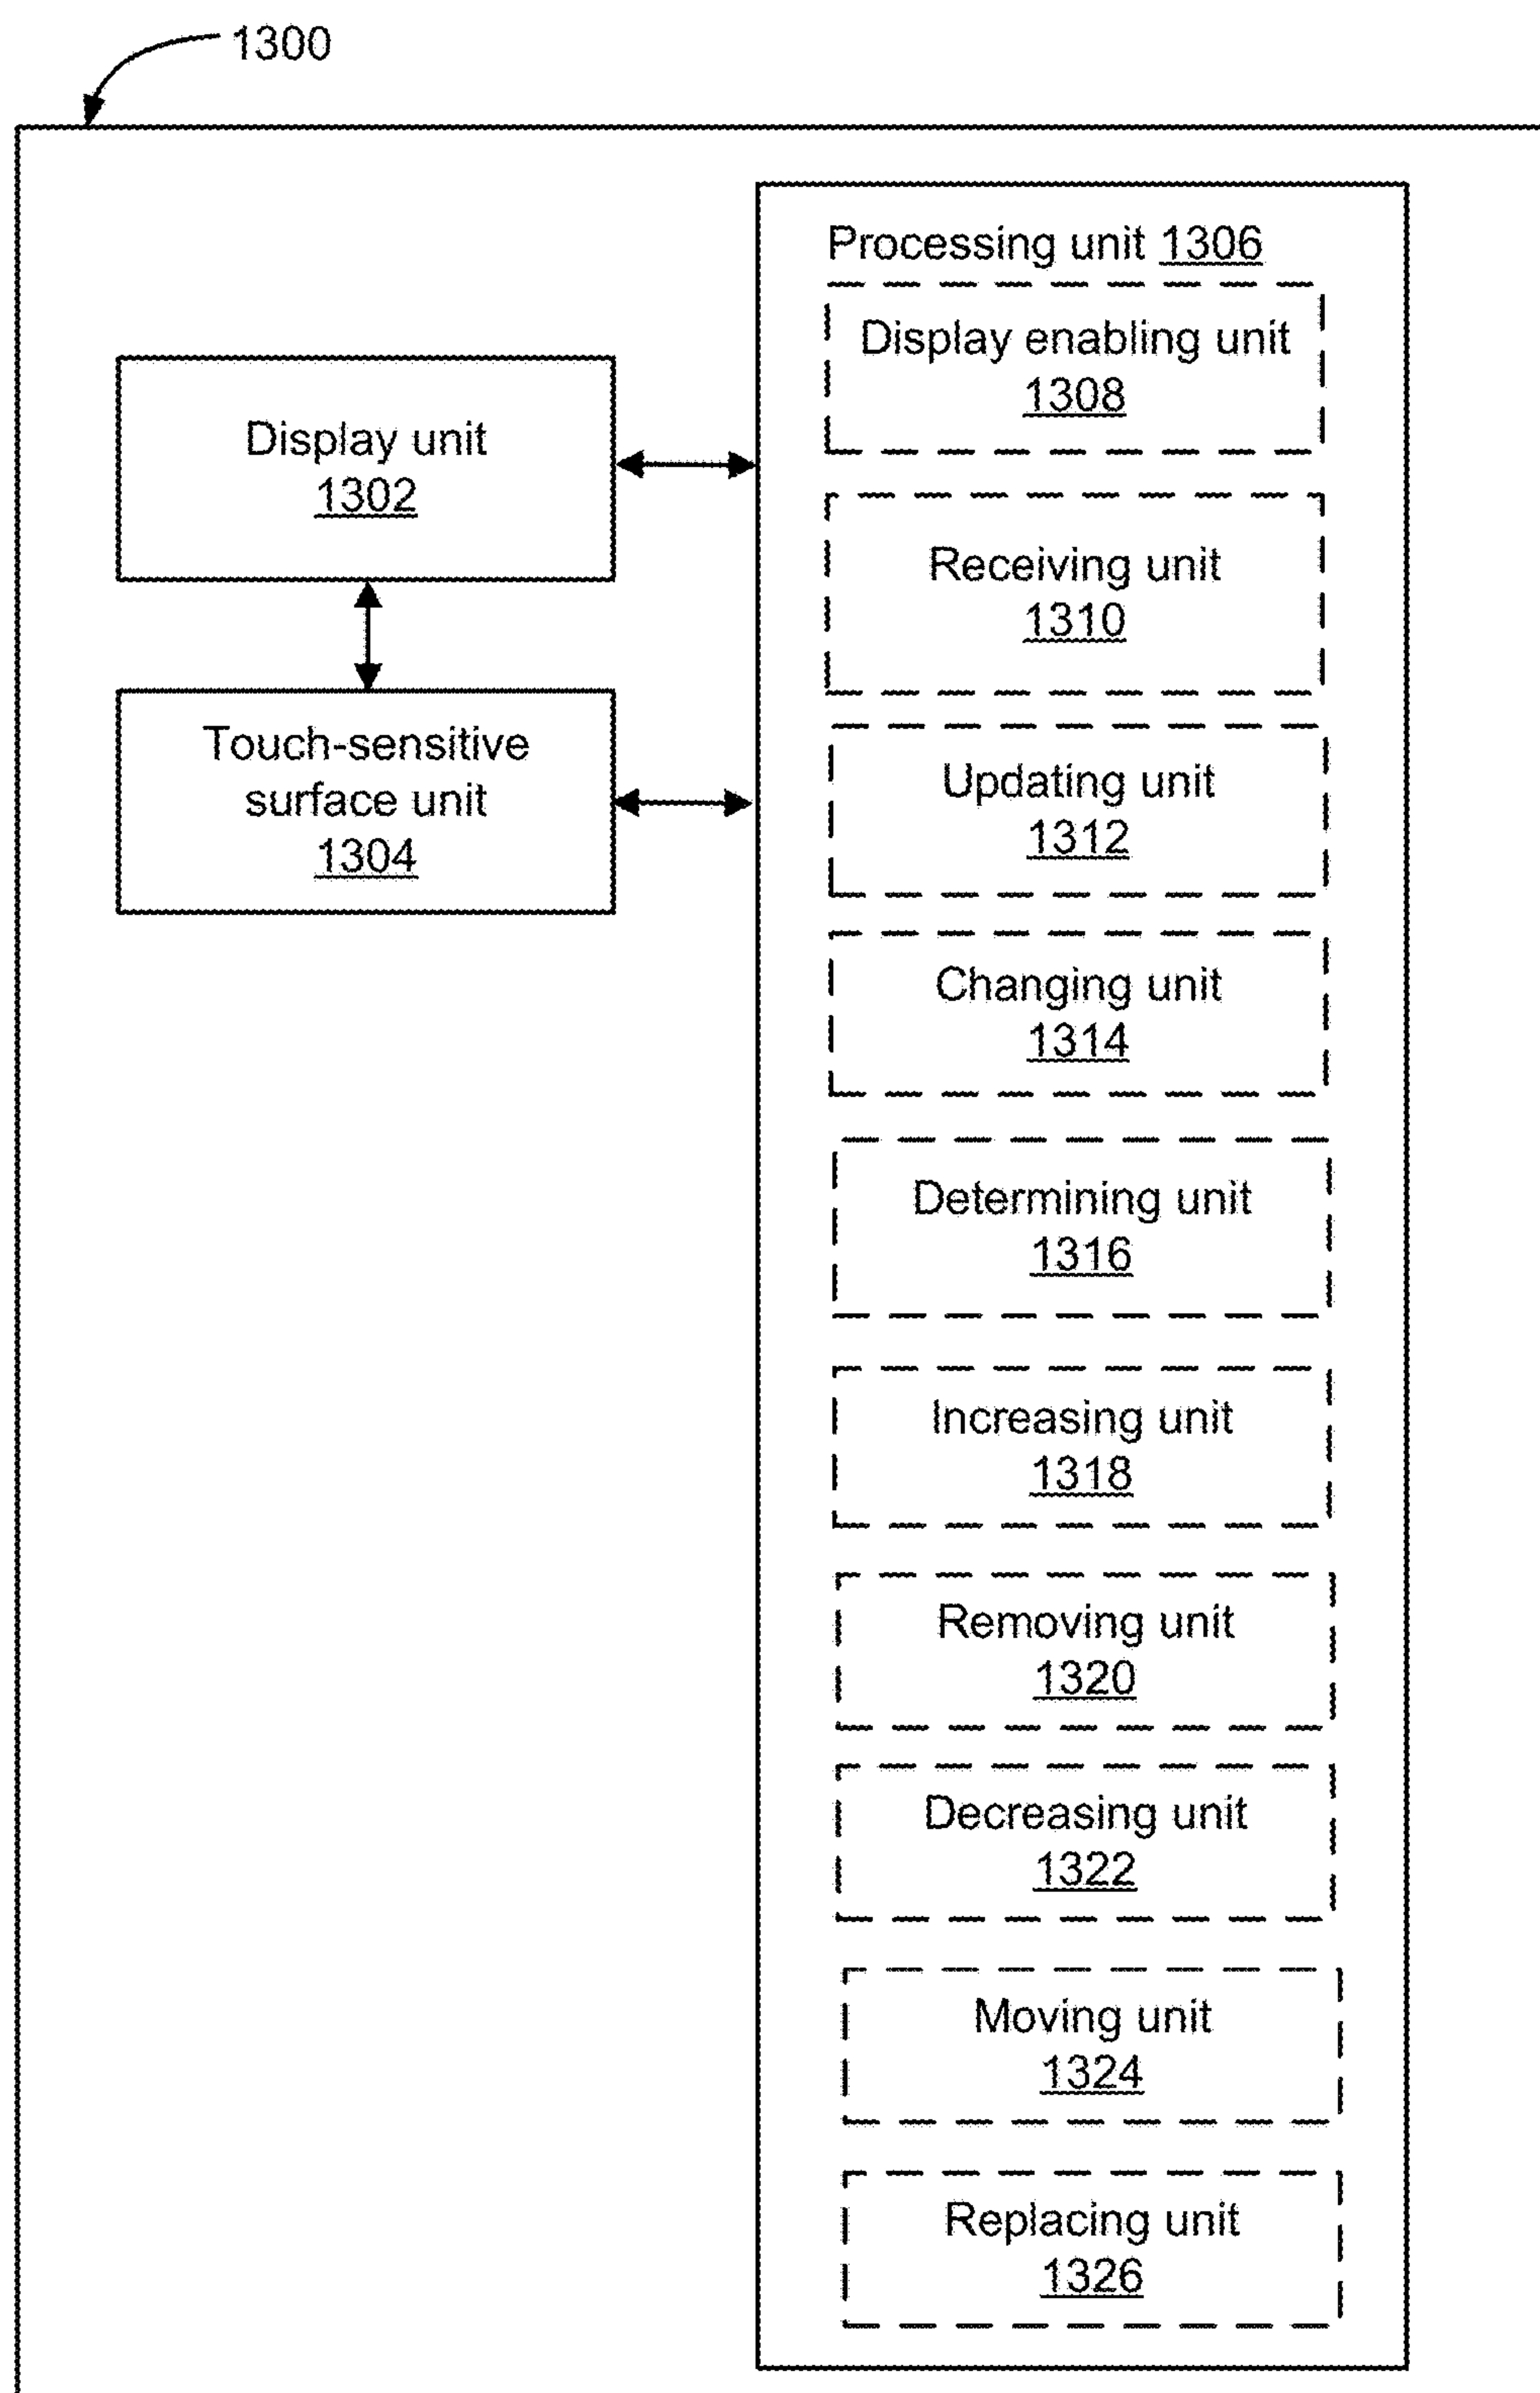 1300
Processing unit 1306
Display enabling unit
1308
Display unit
1302
Receiving unit
1310
Touch-sensitive
surface unit
1304
Updating unit
1312
Changing unit
1314
Determining unit
1316
Increasing unit
1318
Removing unit
1320
Decreasing unit
1322
Moving unit
1324
Replacing unit
1326